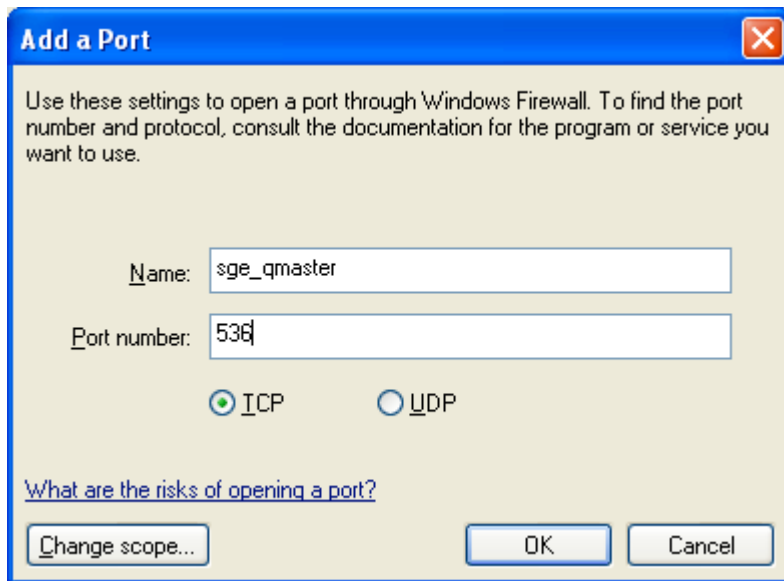 Add a Port
Use these settings to open a port through Windows Firewall. To find the port
number and protocol, consult the documentation for the program or service you
want to use.
Name: sge_qmaster
Port number: 536
TCP UDP
What are the risks of opening a port?
Change scope... OK Cancel